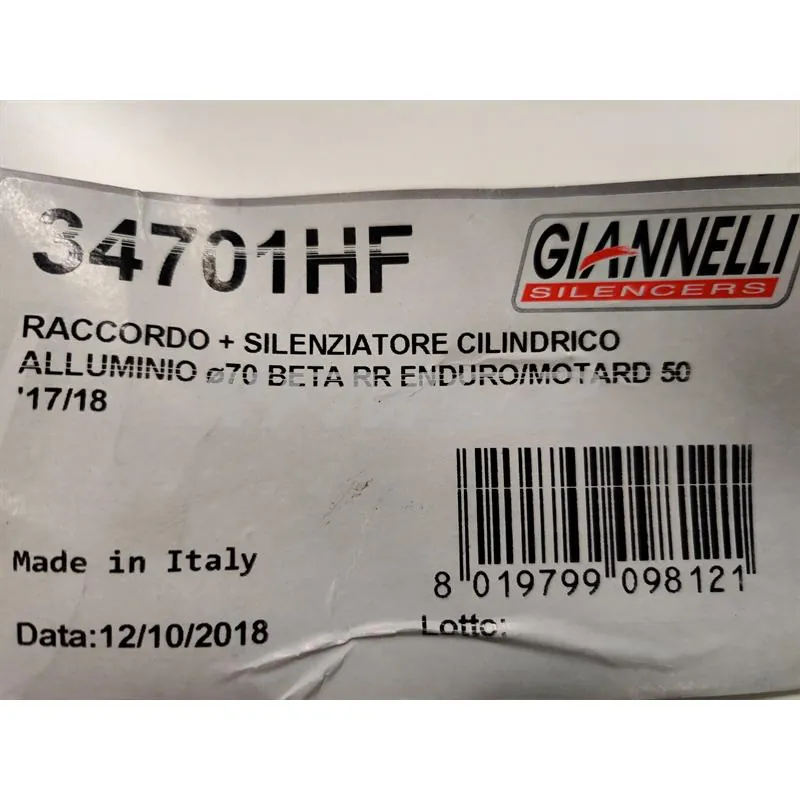 34701HF
GIANNELLI
SILENCERS
RACCORDO + SILENZIATORE CILINDRICO
ALLUMINIO ø70 BETA RR ENDURO/MOTARD 50
'17/18
Made in Italy
8 019799 098121
Data:12/10/2018
Lotto: